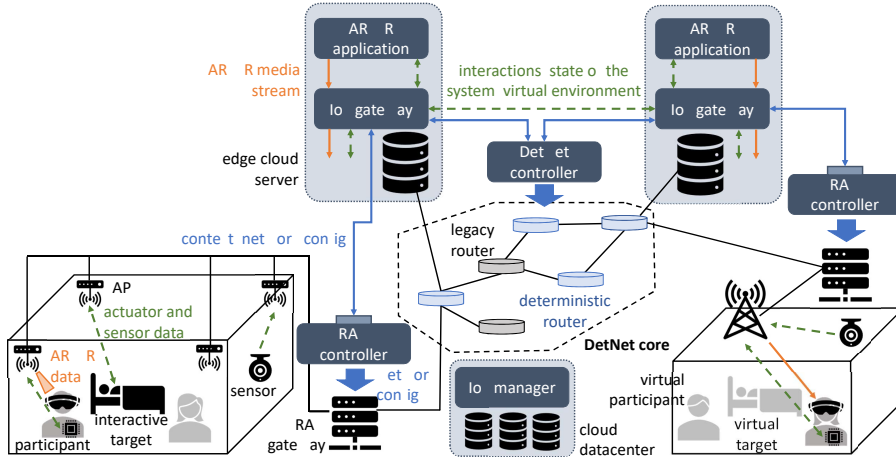 AR R
application
AR R
application
AR R media
stream
interactions state o the
system virtual environment
Io gate ay
Io gate ay
edge cloud
server
Det et
controller
RA
controller
legacy
router
conte t net or con ig
deterministic
router
AP
actuator and
sensor data
DetNet core
RA
controller
AR R
data
sensor
et or
con ig
Io manager
virtual
participant
interactive
target
participant
RA
gate ay
cloud
datacenter
virtual
target